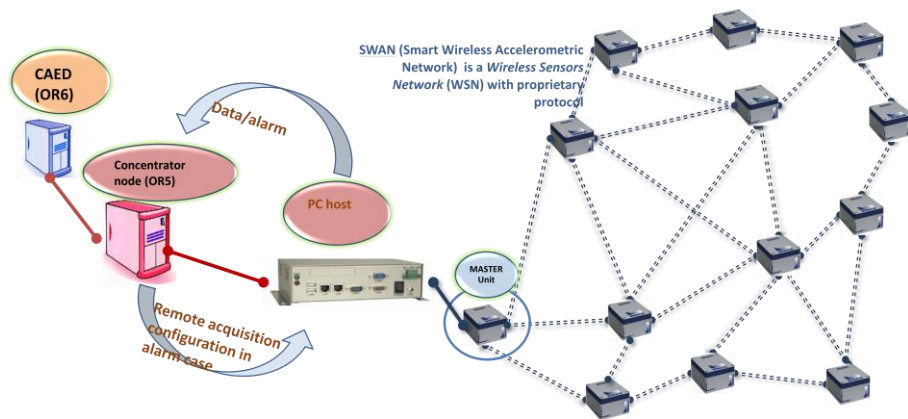 SWAN (Smart Wireless Accelerometric
Network) is a Wireless Sensors
Network (WSN) with proprietary
protocol
CAED
(OR6)
Data/alarm
Concentrator
node (OR5)
PC host
MASTER
Unit
Remote acquisition
configuration in
alarm case